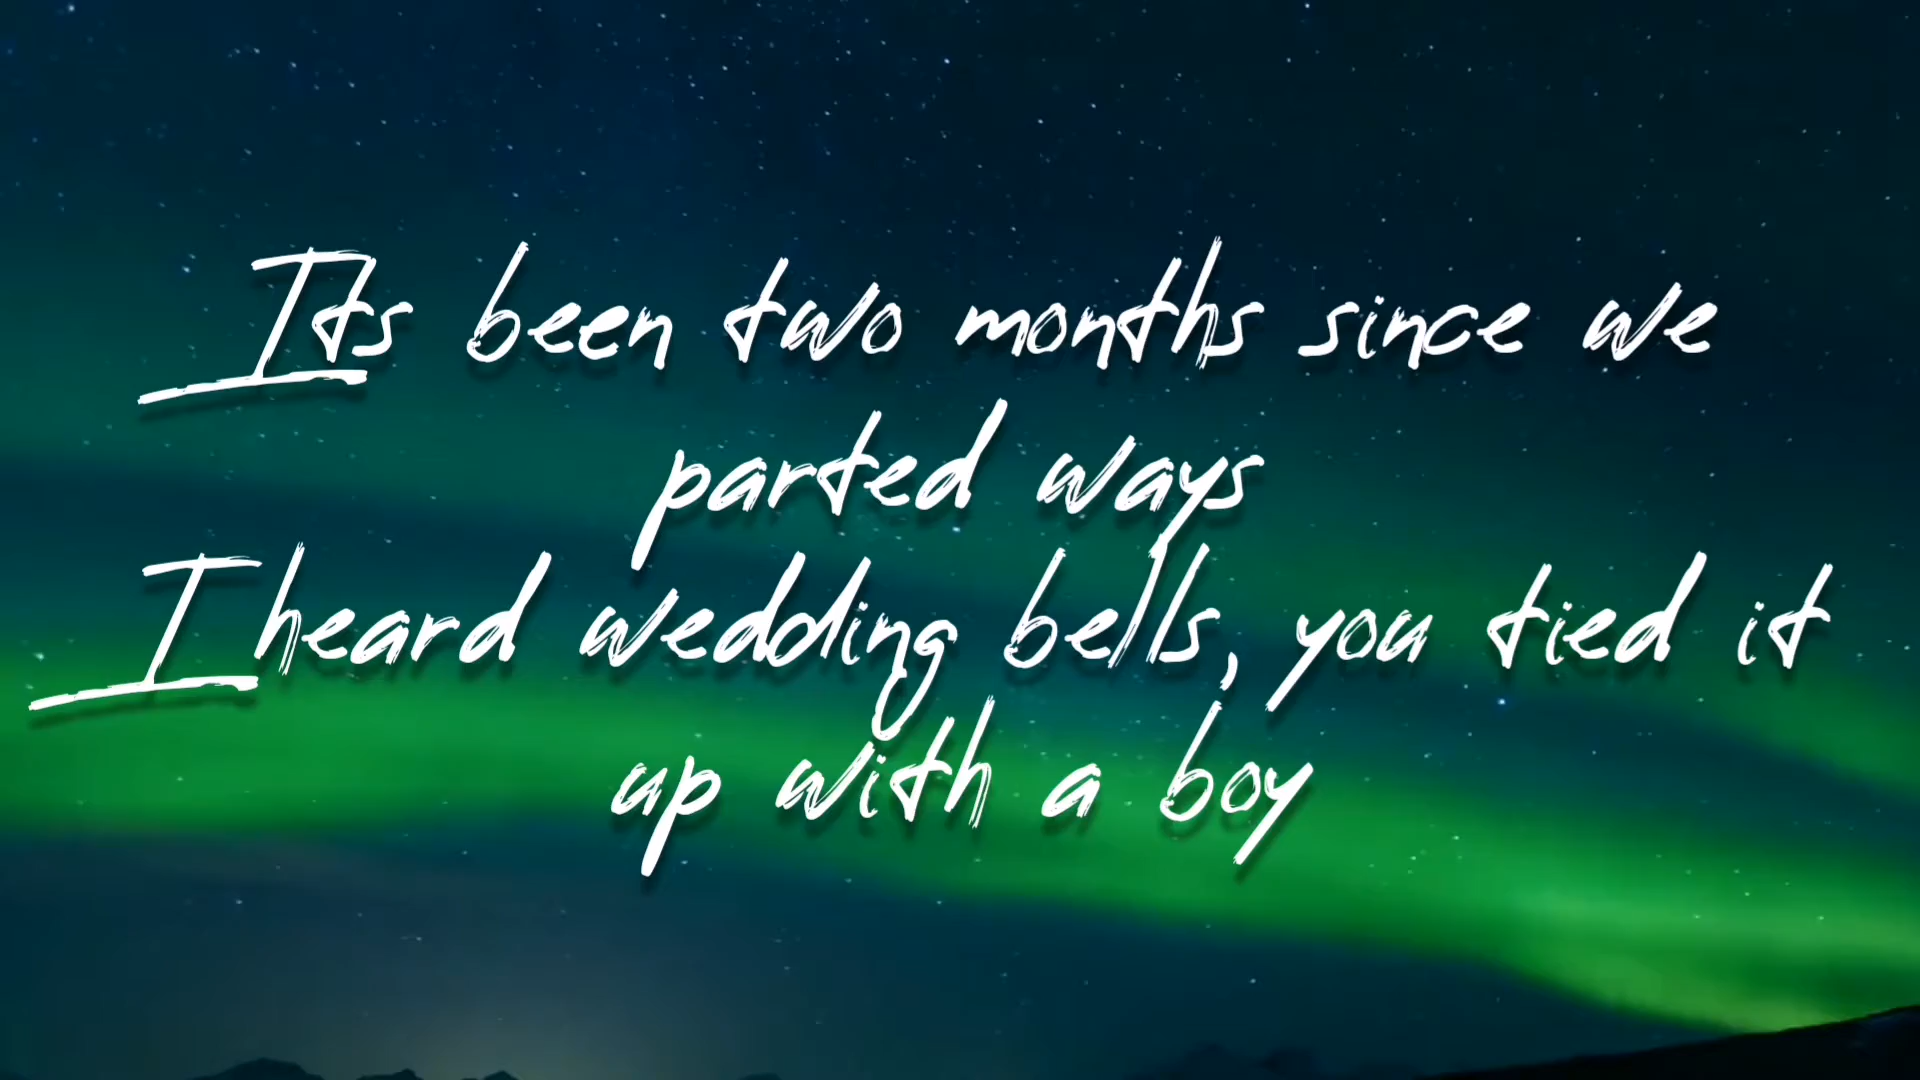 Its been two months since we
parted ways
I heard wedding bells, you tied it
up with a boy